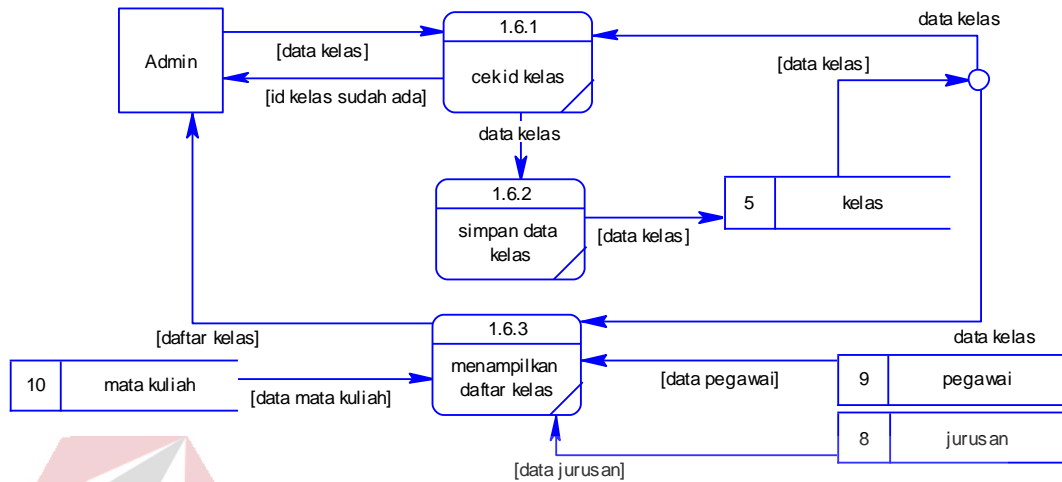 1.6.1
data kelas
Admin
[data kelas]
cek id kelas
[data kelas]
[id kelas sudah ada]
data kelas
1.6.2
5
kelas
simpan data
kelas
[data kelas]
[daftar kelas]
1.6.3
data kelas
10
mata kuliah
menampilkan
daftar kelas
[data pegawai]
9
pegawai
[data mata kuliah]
8
jurusan
[data jurusan]